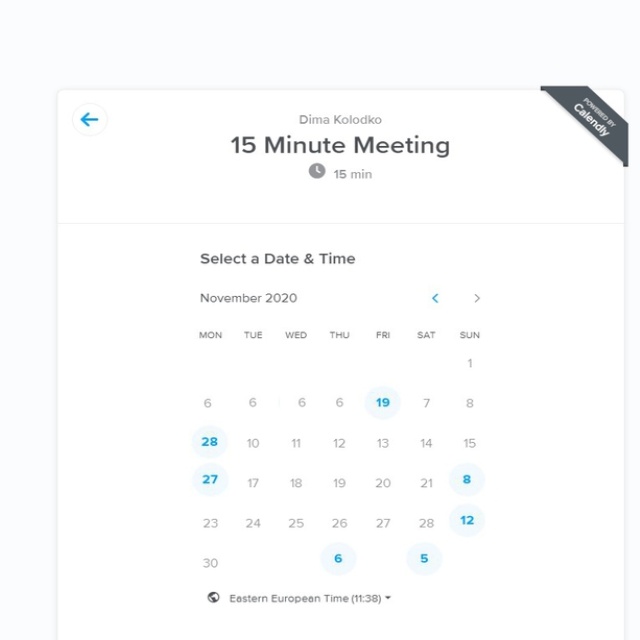 POWERED BY
Calendly
Dima Kolodko
15 Minute Meeting
15 min
Select a Date & Time
November 2020
MON TUE WED THU FRI SAT SUN
1
6 6 6 6 19 7 8
28 10 11 12 13 14 15
27 17 18 19 20 21 8
23 24 25 26 27 28 12
30 6 5
Eastern European Time (11:38)